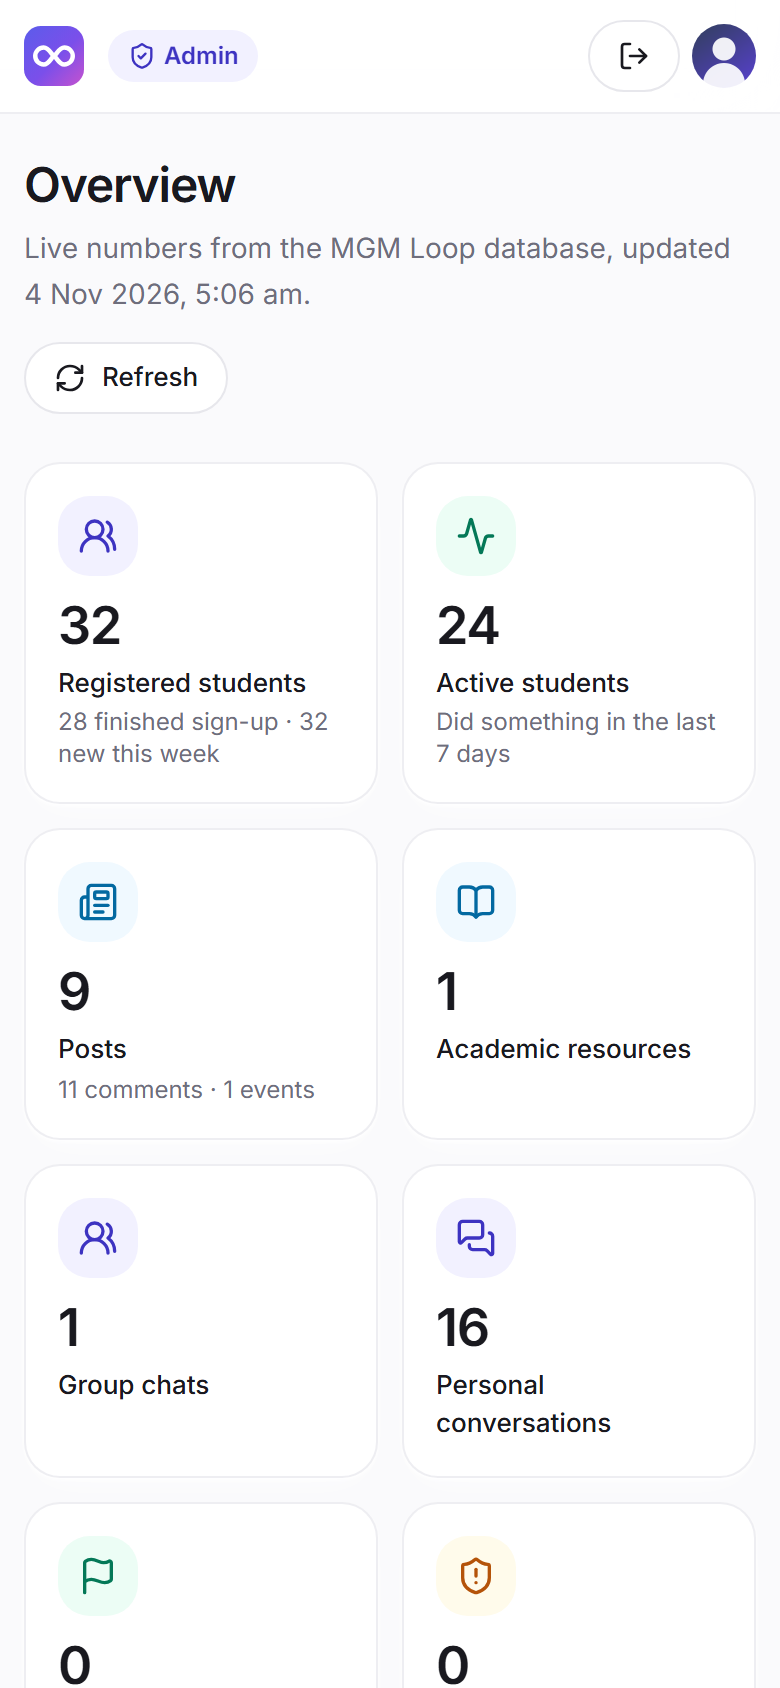 Admin
Overview
Live numbers from the MGM Loop database, updated
4 Nov 2026, 5:06 am.
Refresh
32
Registered students
28 finished sign-up · 32
new this week
24
Active students
Did something in the last
7 days
9
Posts
11 comments · 1 events
1
Academic resources
1
Group chats
16
Personal
conversations
0
0